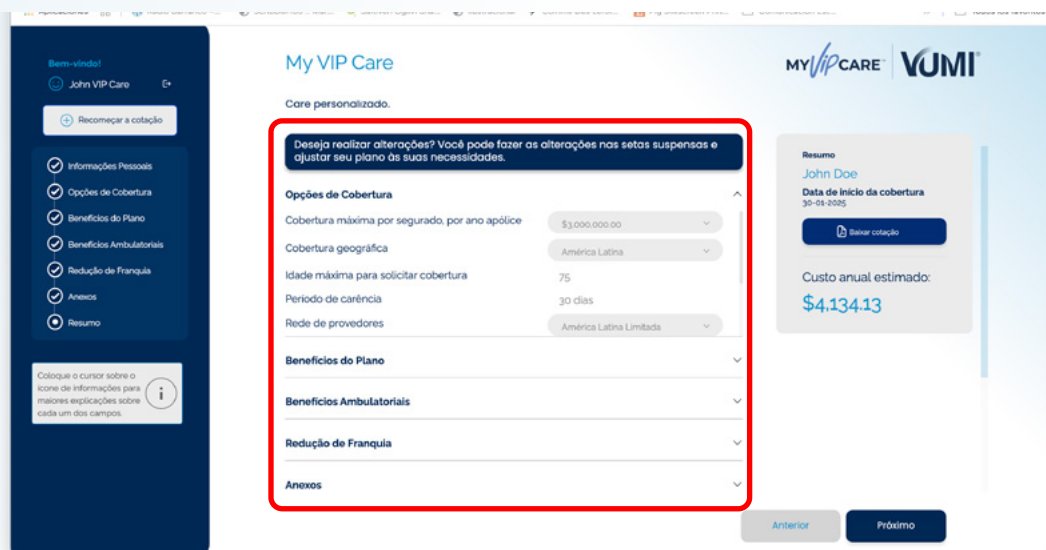 Bem-vindo!
John VIP Care
Recomeçar a cotação
Informações Pessoais
Opções de Cobertura
Benefícios do Plano
Benefícios Ambulatoriais
Redução de Franquia
Anexos
Resumo
Coloque o cursor sobre o
ícone de informações para
maiores explicações sobre
cada um dos campos.
i
My VIP Care
MYVIPCARE VUMI
Care personalizado.
Deseja realizar alterações? Você pode fazer as alterações nas setas suspensas e
ajustar seu plano às suas necessidades.
Opções de Cobertura
Cobertura máxima por segurado, por ano apólice $3,000,000.00
Cobertura geográfica América Latina
Idade máxima para solicitar cobertura 75
Período de carência 30 dias
Rede de provedores América Latina Limitada
Benefícios do Plano
Benefícios Ambulatoriais
Redução de Franquia
Anexos
Resumo
John Doe
Data de início da cobertura
30-01-2025
Baixar cotação
Custo anual estimado:
$4,134.13
Anterior
Próximo